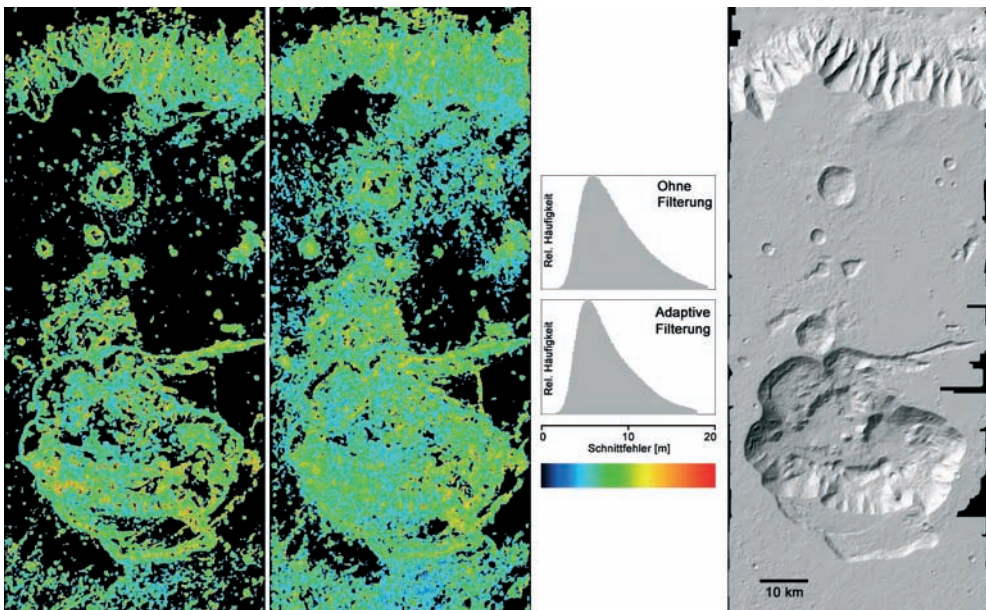 Ohne
Filterung
Rel. Häufigkeit
Adaptive
Filterung
Rel. Häufigkeit
0 10 20
Schnittfehler [m]
10 km